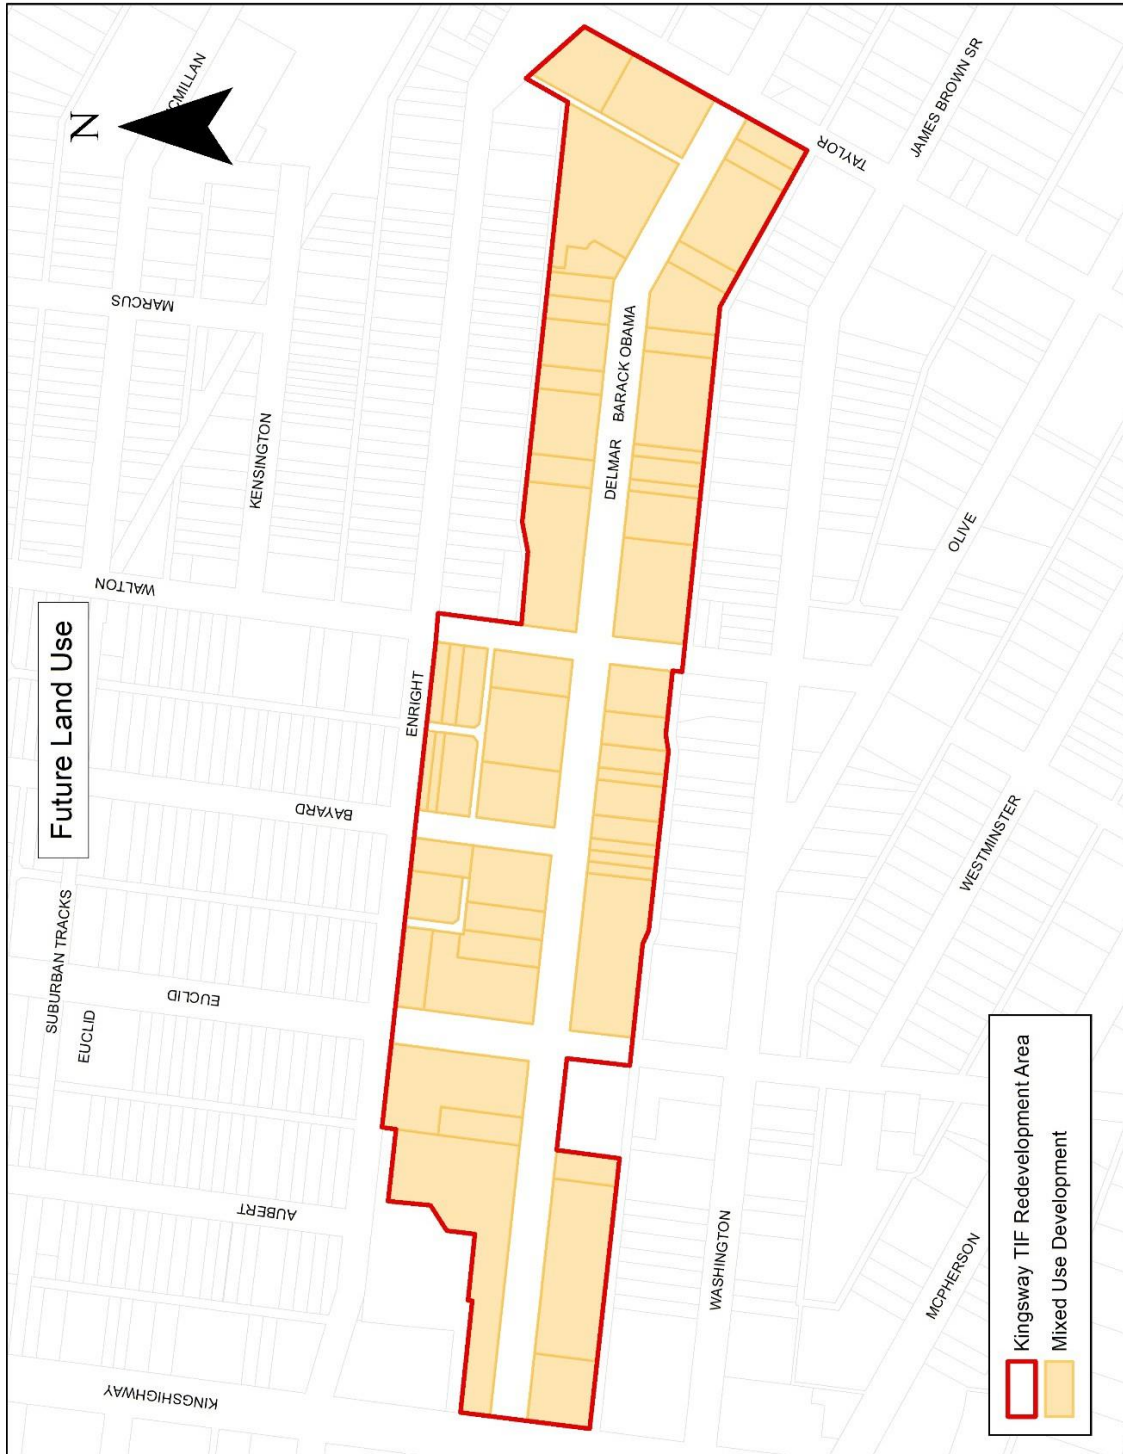 Future Land Use
N
CMILLAN
MARCUS
KENSINGTON
WALTON
ENRIGHT
BAYARD
SUBURBAN TRACKS
EUCLID
EUCLID
AUBERT
KINGSHIGHWAY
TAYLOR
JAMES BROWN SR
DELMAR
BARACK OBAMA
OLIVE
WESTMINSTER
WASHINGTON
MCPHERSON
Kingsway TIF Redevelopment Area
Mixed Use Development